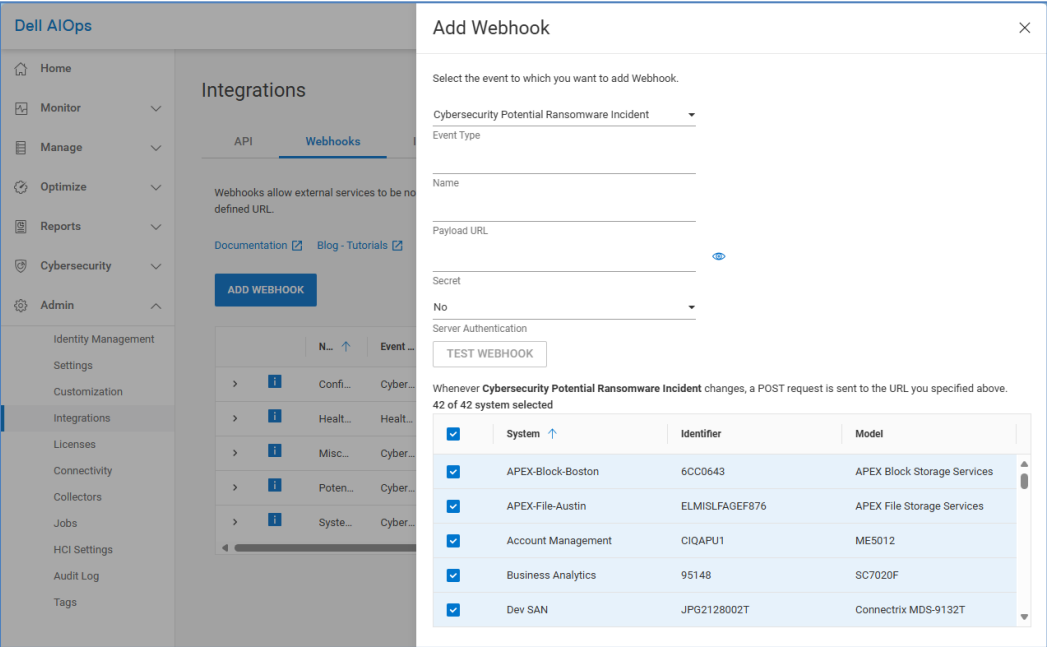 Dell AIOps
Home
Monitor
Manage
Optimize
Reports
Cybersecurity
Admin
Identity Management
Settings
Customization
Integrations
Licenses
Connectivity
Collectors
Jobs
HCI Settings
Audit Log
Tags
Integrations
API Webhooks
Webhooks allow external services to be no
defined URL.
Documentation Blog - Tutorials
ADD WEBHOOK
N... Event ...
Confi... Cyber...
Healt... Healt...
Misc... Cyber...
Poten... Cyber...
Syste... Cyber...
Add Webhook
Select the event to which you want to add Webhook.
Cybersecurity Potential Ransomware Incident
Event Type
Name
Payload URL
Secret
No
Server Authentication
TEST WEBHOOK
Whenever Cybersecurity Potential Ransomware Incident changes, a POST request is sent to the URL you specified above.
42 of 42 system selected
System Identifier Model
APEX-Block-Boston 6CC0643 APEX Block Storage Services
APEX-File-Austin ELMISLFAGEF876 APEX File Storage Services
Account Management CIQAPU1 ME5012
Business Analytics 95148 SC7020F
Dev SAN JPG2128002T Connectrix MDS-9132T